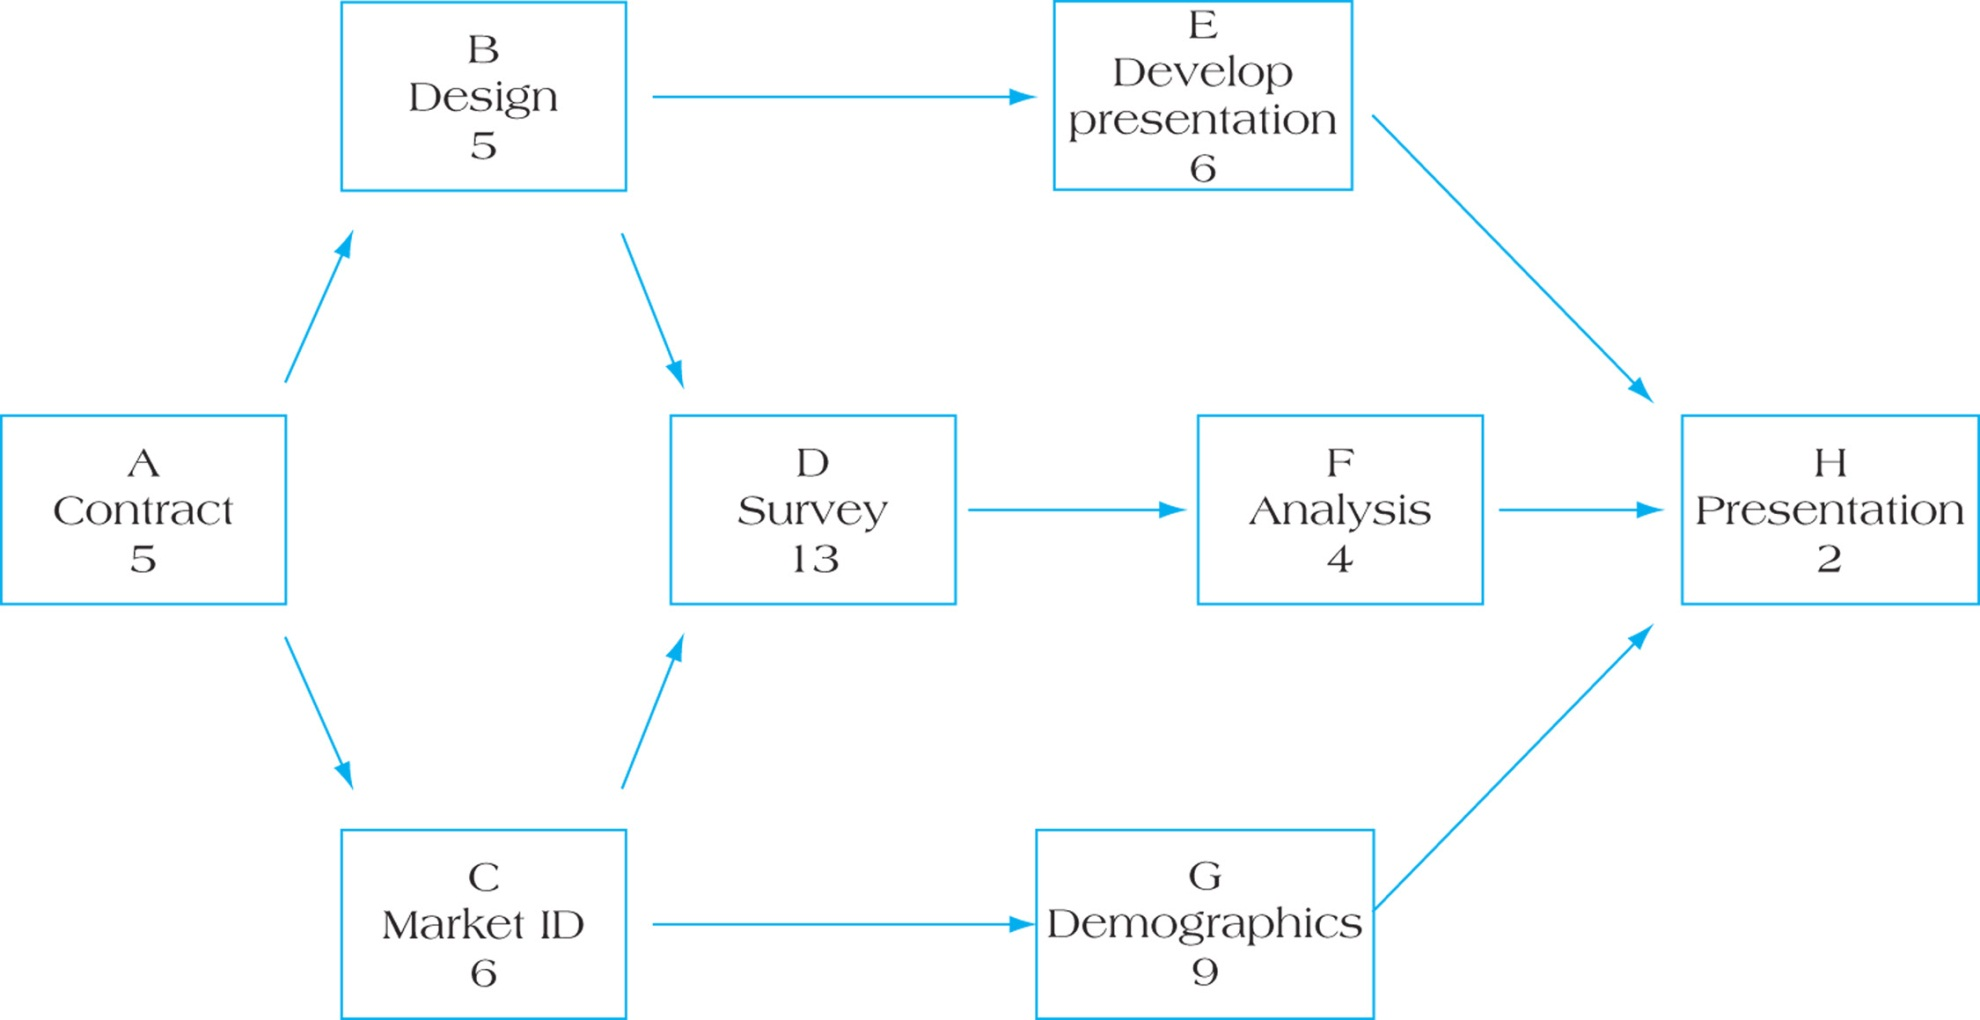 B
Design
5
E
Develop
presentation
6
A
Contract
5
D
Survey
13
F
Analysis
4
H
Presentation
2
C
Market ID
6
G
Demographics
9